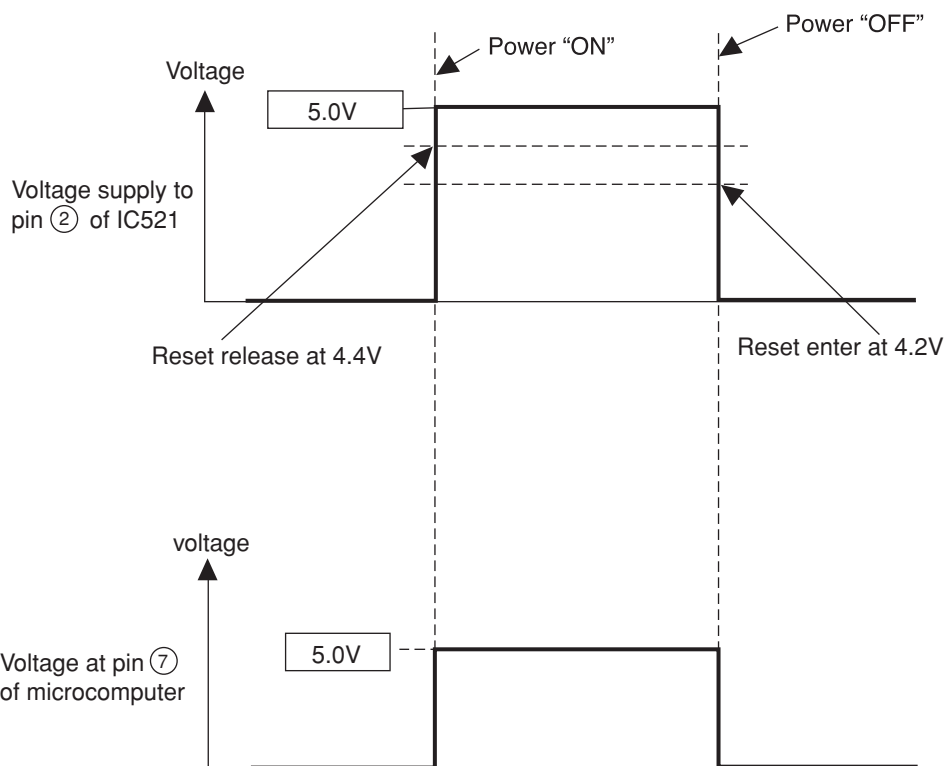 Power “OFF”
Power “ON”
Voltage
5.0V
Voltage supply to
pin ② of IC521
Reset release at 4.4V
Reset enter at 4.2V
voltage
5.0V
Voltage at pin ⑦
of microcomputer